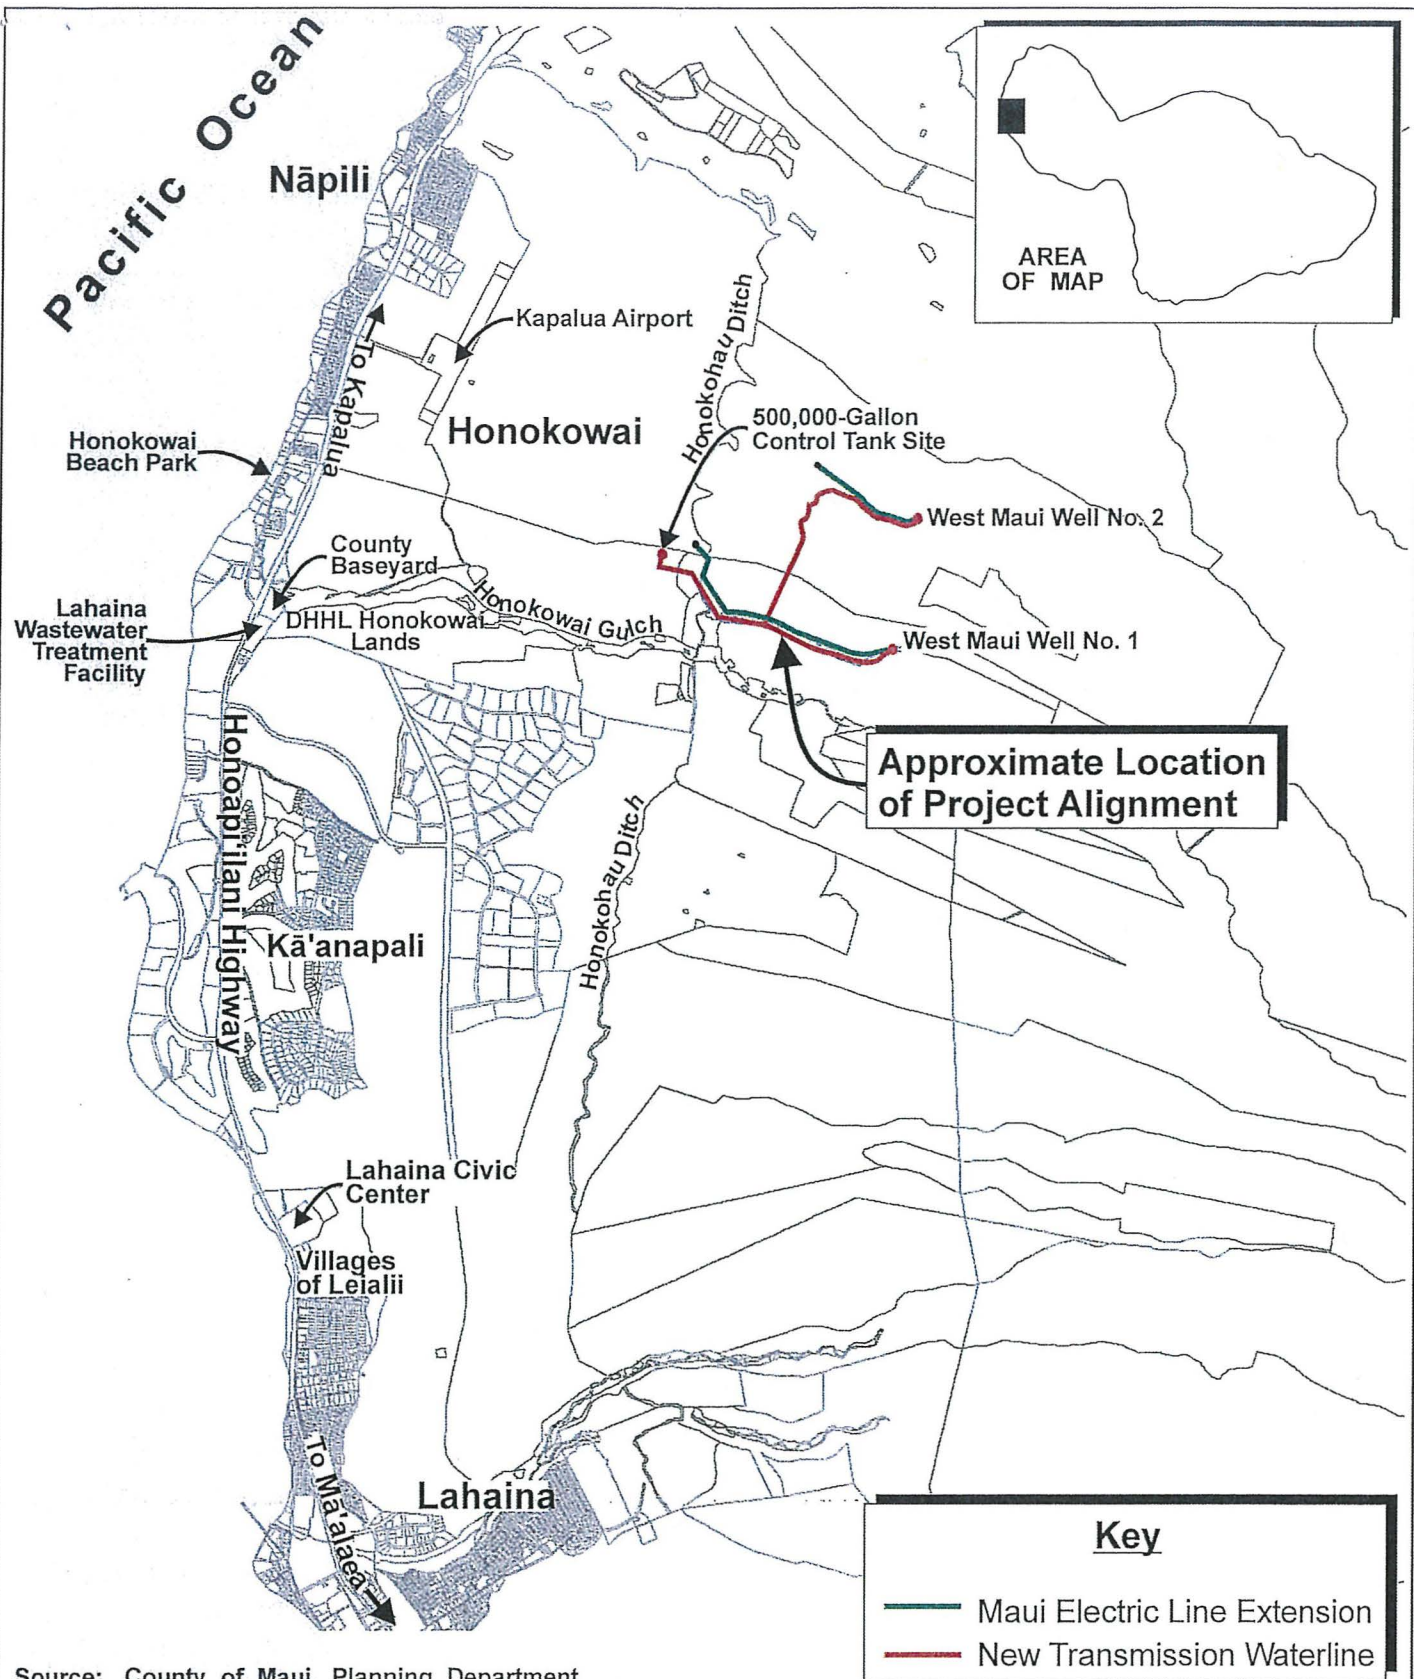 Pacific Ocean
Nāpili
AREA
OF MAP
Kapalua Airport
To Kapalua
Honokohau Ditch
Honokowai
500,000-Gallon
Control Tank Site
Honokowai
Beach Park
West Maui Well No. 2
County
Baseyard
Lahaina
Wastewater
Treatment
Facility
DHHL Honokowai
Lands
Honokowai Gulch
West Maui Well No. 1
Approximate Location
of Project Alignment
Honoapi'ilani Highway
Honokohau Ditch
Kā'anapali
Lahaina Civic
Center
Villages
of Leialii
To Mā'alaea
Lahaina
Key
Maui Electric Line Extension
New Transmission Waterline
Source: County of Maui, Planning Department